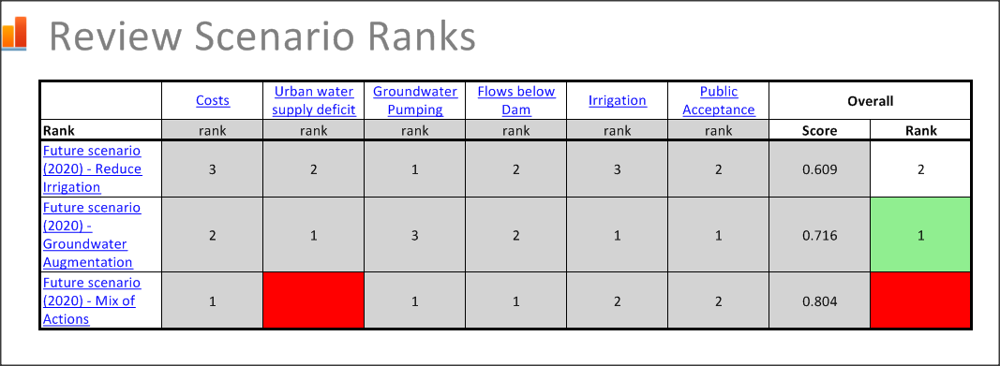 Review Scenario Ranks
Costs
Urban water
supply deficit
Groundwater
Pumping
Flows below
Dam
Irrigation
Public
Acceptance
Overall
Rank rank rank rank rank rank rank Score Rank
Future scenario
(2020) - Reduce
Irrigation
3 2 1 2 3 2 0.609 2
Future scenario
(2020) -
Groundwater
Augmentation
2 1 3 2 1 1 0.716 1
Future scenario
(2020) - Mix of
Actions
1 1 1 2 2 0.804